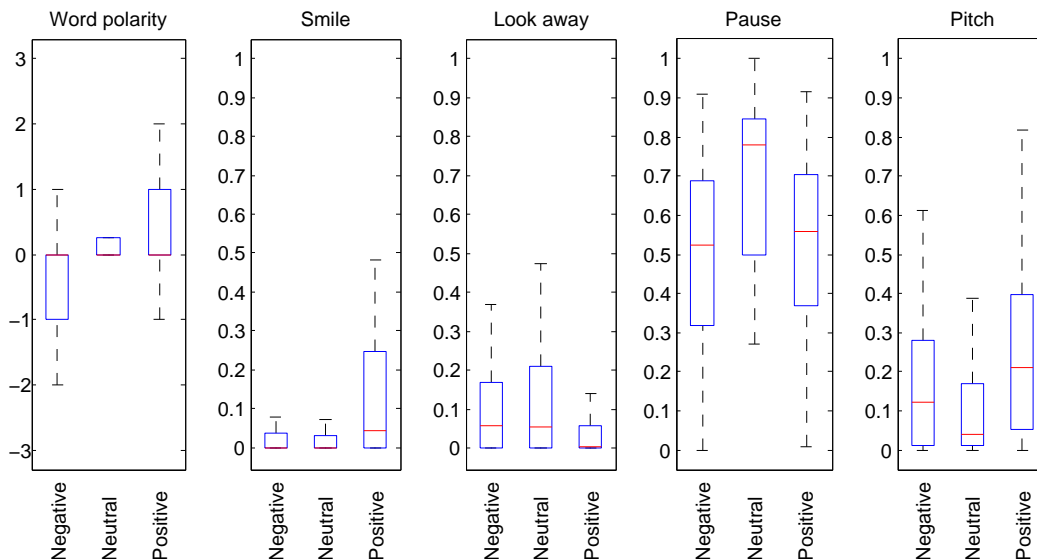 Word polarity
3
2
1
0
−1
−2
−3
Negative
Neutral
Positive
Smile
1
0.9
0.8
0.7
0.6
0.5
0.4
0.3
0.2
0.1
0
Negative
Neutral
Positive
Look away
1
0.9
0.8
0.7
0.6
0.5
0.4
0.3
0.2
0.1
0
Negative
Neutral
Positive
Pause
1
0.9
0.8
0.7
0.6
0.5
0.4
0.3
0.2
0.1
0
Negative
Neutral
Positive
Pitch
1
0.9
0.8
0.7
0.6
0.5
0.4
0.3
0.2
0.1
0
Negative
Neutral
Positive